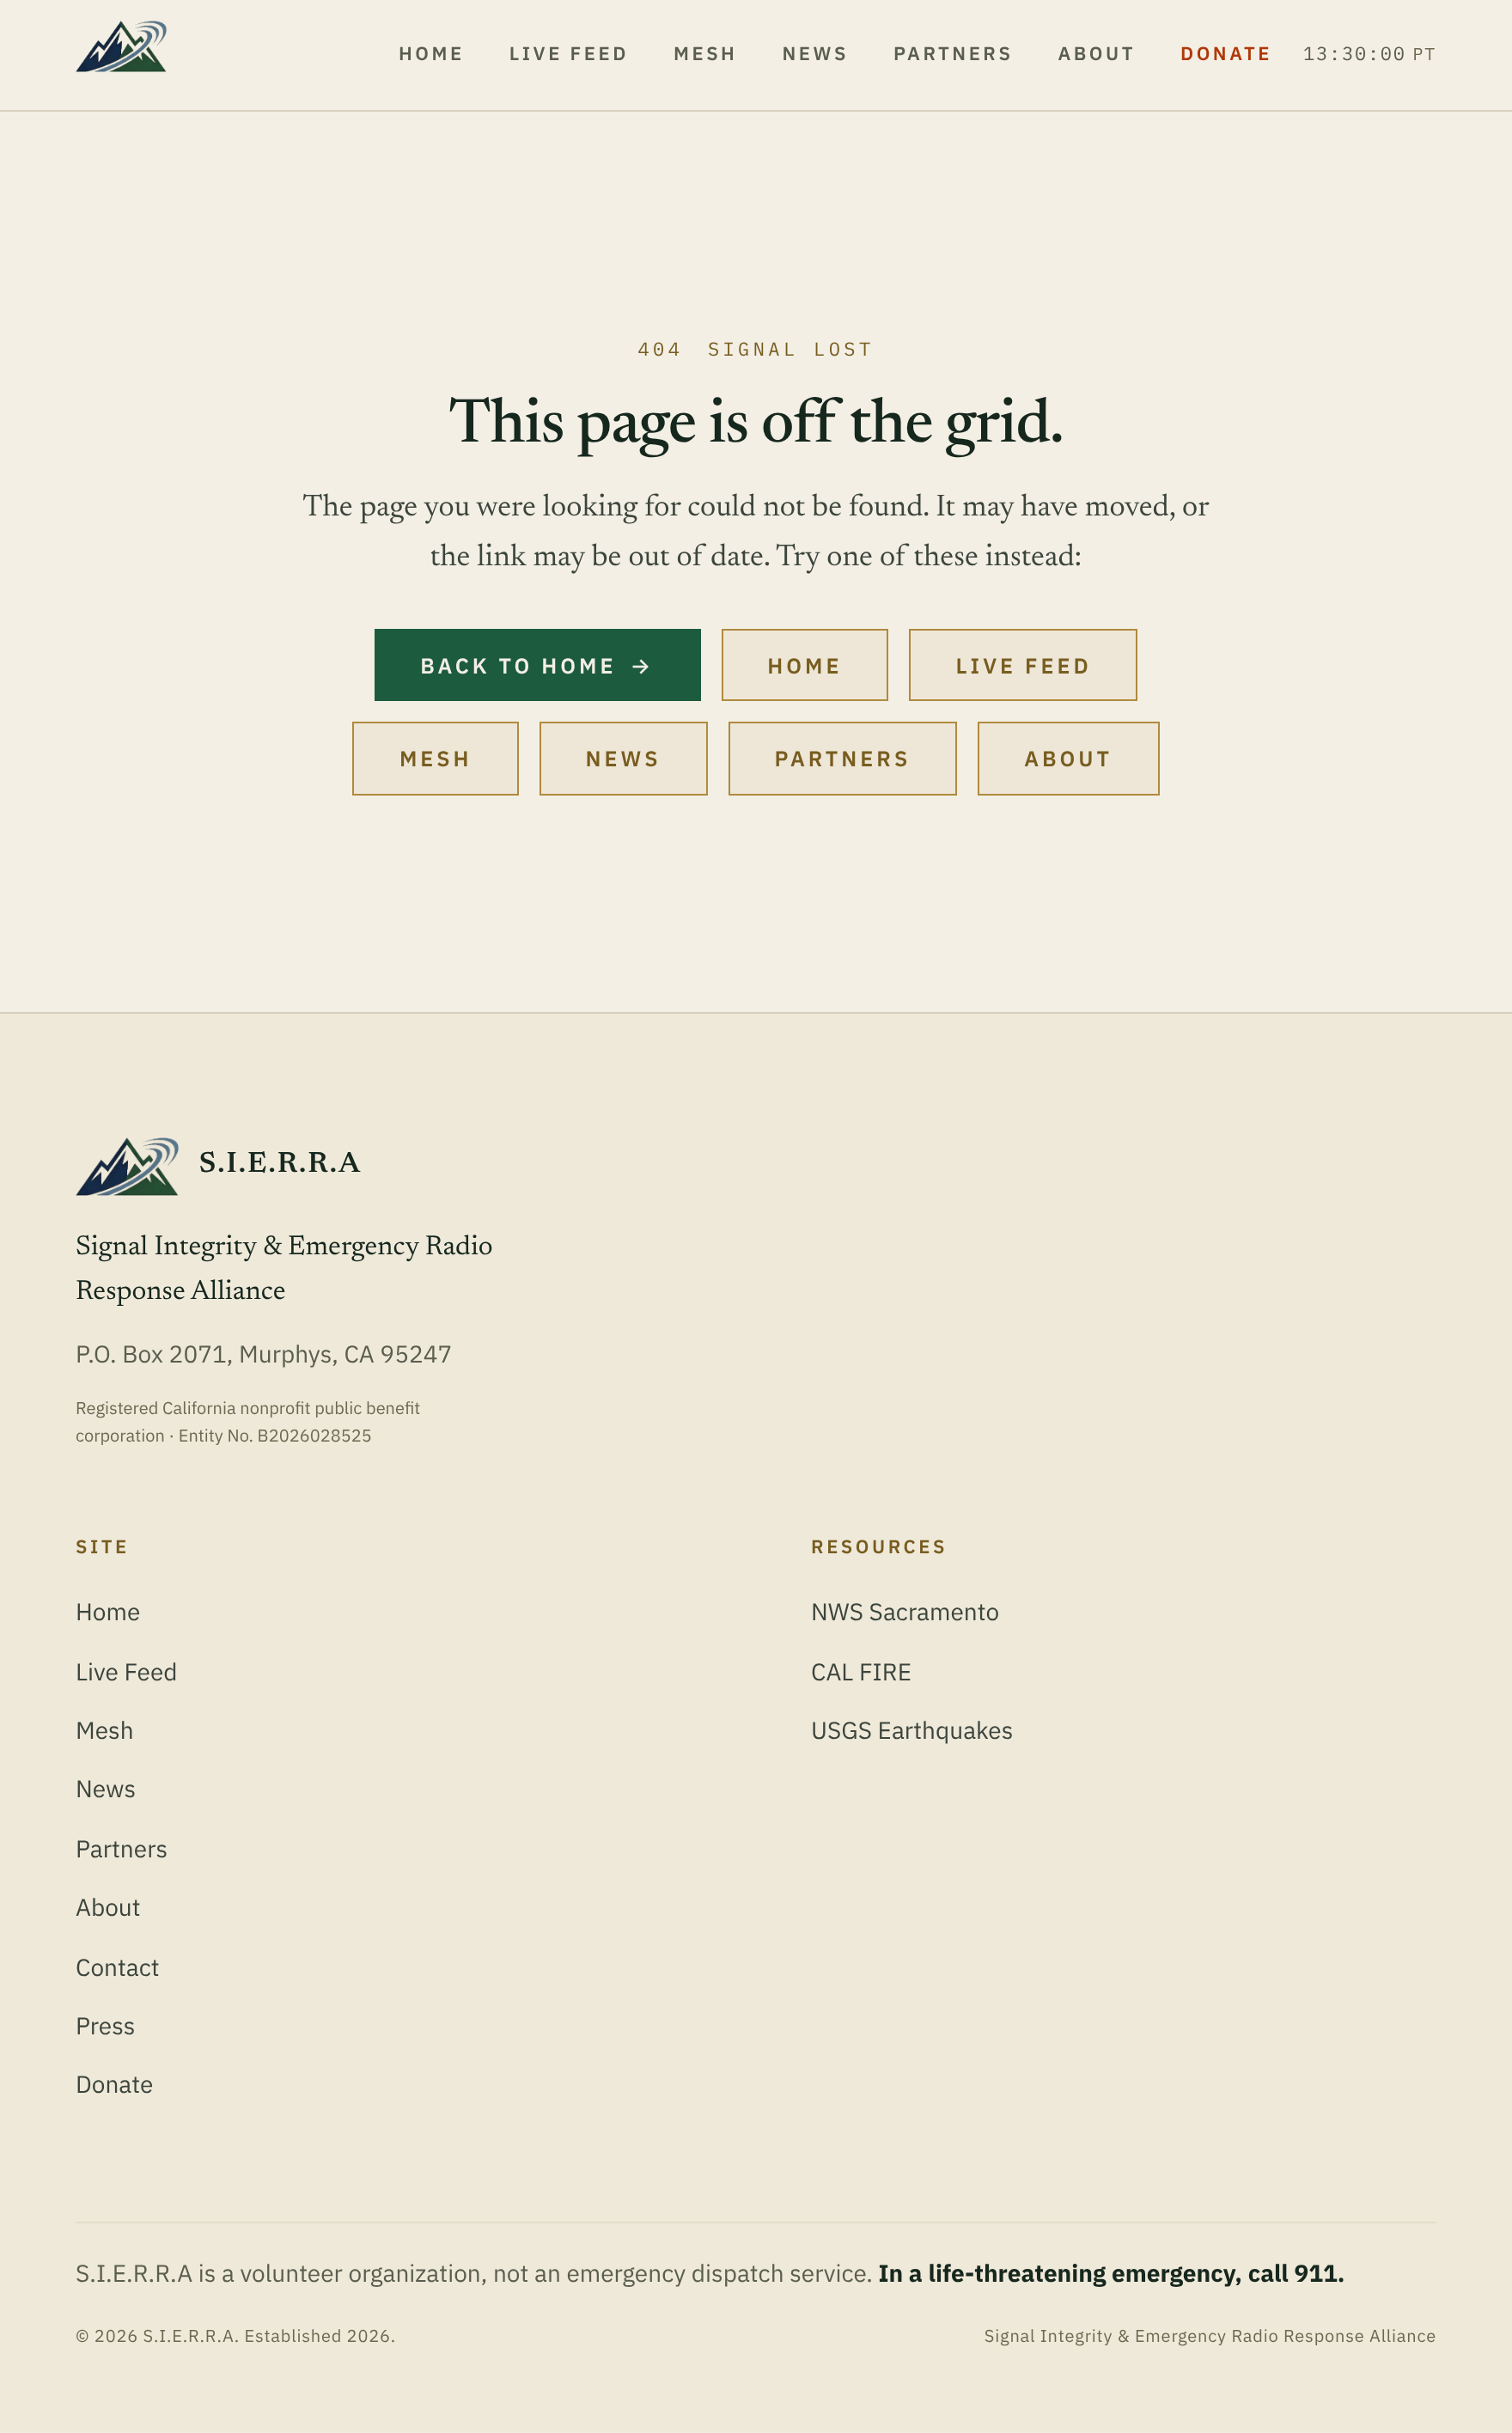 HOME LIVE FEED MESH NEWS PARTNERS ABOUT DONATE 13:30:00 PT
404 SIGNAL LOST
This page is off the grid.
The page you were looking for could not be found. It may have moved, or
the link may be out of date. Try one of these instead:
BACK TO HOME → HOME LIVE FEED
MESH NEWS PARTNERS ABOUT
S.I.E.R.R.A
Signal Integrity & Emergency Radio
Response Alliance
P.O. Box 2071, Murphys, CA 95247
Registered California nonprofit public benefit
corporation · Entity No. B2026028525
SITE
Home
Live Feed
Mesh
News
Partners
About
Contact
Press
Donate
RESOURCES
NWS Sacramento
CAL FIRE
USGS Earthquakes
S.I.E.R.R.A is a volunteer organization, not an emergency dispatch service. In a life-threatening emergency, call 911.
© 2026 S.I.E.R.R.A. Established 2026.
Signal Integrity & Emergency Radio Response Alliance